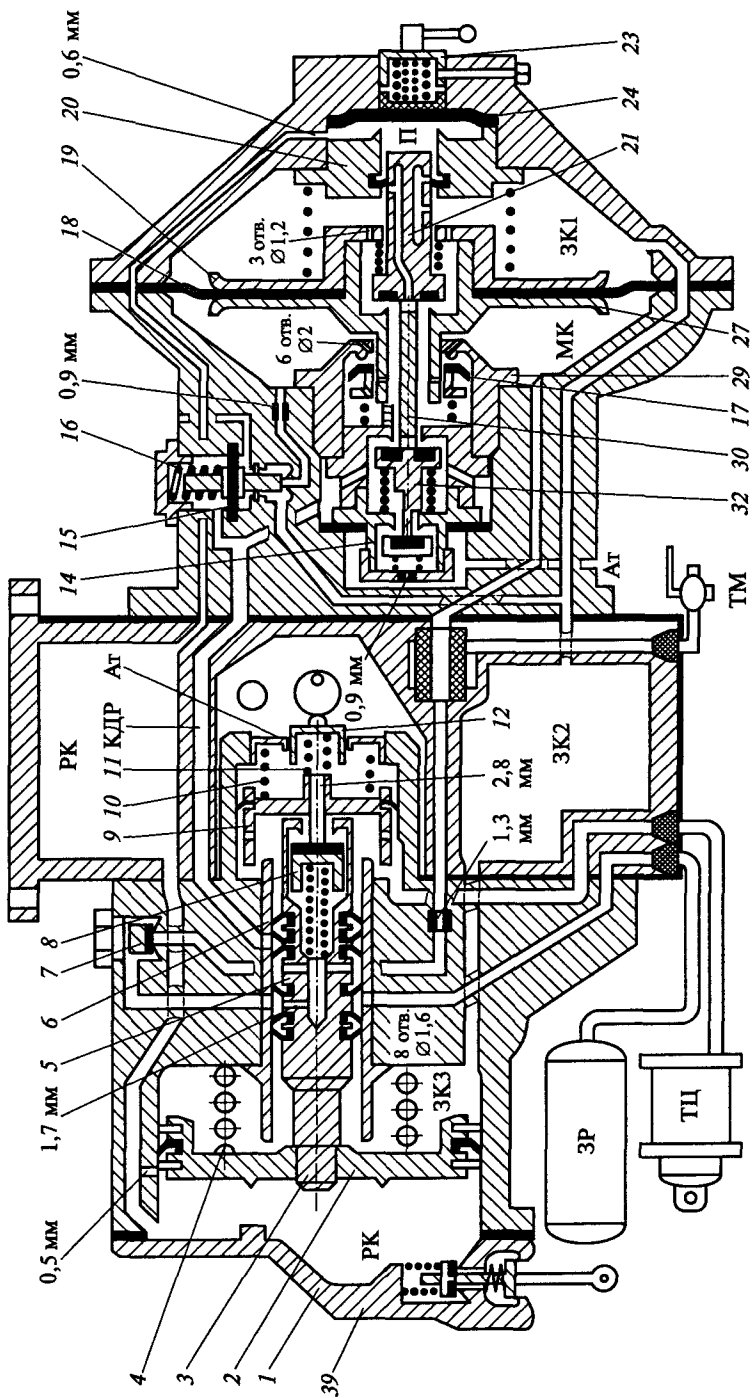 0,6 мм
20
19
18
3 отв.
Ø1,2
6 отв.
Ø2
0,9 мм
16
15
14
П
23
24
21
ЗК1
27
МК
29
17
30
32
Ат
ТМ
РК
КДР
Ат
11
10
9
0,9 мм
12
2,8
мм
1,3
мм
ЗК2
8
7
6
5
1,7 мм
4
0,5 мм
3
2
1
39
РК
ЗК3
8 отв.
Ø1,6
ЗР
ТЦ